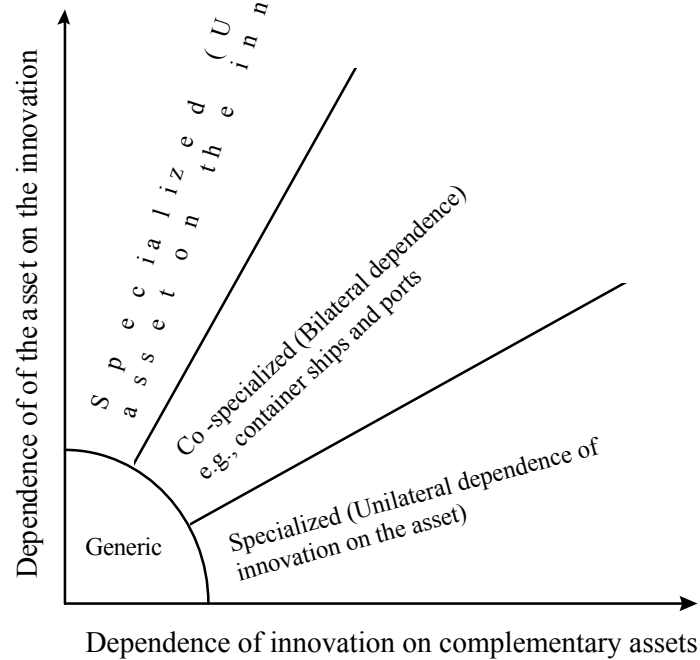 Dependence of of the asset on the innovation
Specialized (U
asset on the inn
Co -specialized (Bilateral dependence)
e.g., container ships and ports
Specialized (Unilateral dependence of
innovation on the asset)
Generic
Dependence of innovation on complementary assets